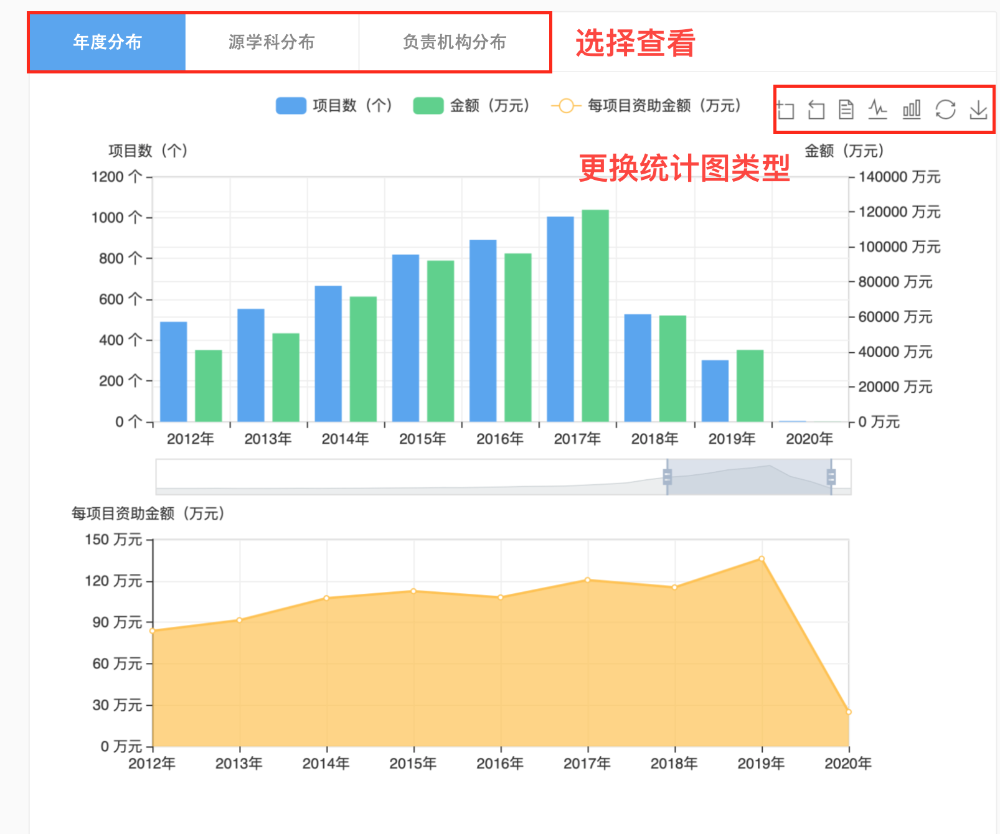 年度分布 源学科分布 负责机构分布 选择查看
项目数（个） 金额（万元） 每项目资助金额（万元）
项目数（个） 金额（万元）
更换统计图类型
1200 个 140000 万元
1000 个 120000 万元
800 个 100000 万元
600 个 80000 万元
400 个 60000 万元
200 个 40000 万元
0 个 20000 万元
0 万元
2012年 2013年 2014年 2015年 2016年 2017年 2018年 2019年 2020年
每项目资助金额（万元）
150 万元
120 万元
90 万元
60 万元
30 万元
0 万元
2012年 2013年 2014年 2015年 2016年 2017年 2018年 2019年 2020年